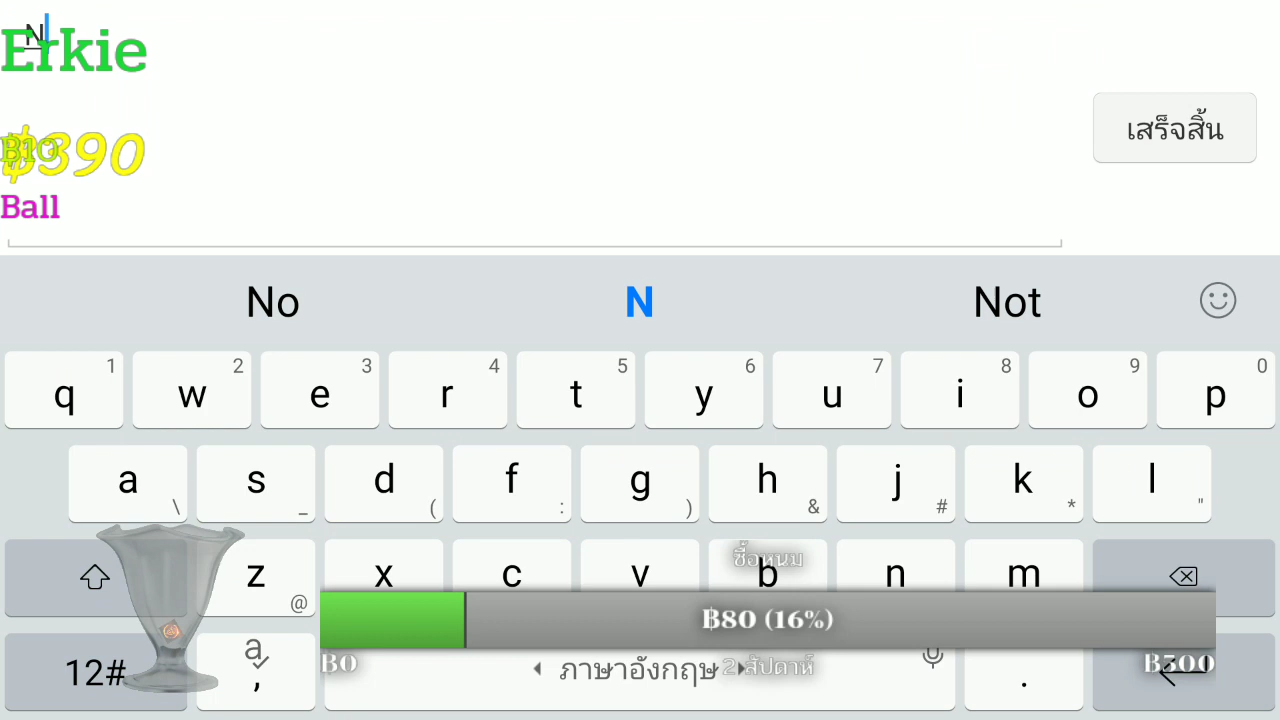 N
Erkie
฿390
฿10
Ball
เสร็จสิ้น
No N Not
1 2 3 4 5 6 7 8 9 0
q w e r t y u i o p
a s d f g h j k l
\ _ ( : ) & # * "
ซื้อหนม
z x c v b n m
@
฿80 (16%)
฿0 ฿500
12# , ภาษาอังกฤษ .
a
2 สัปดาห์